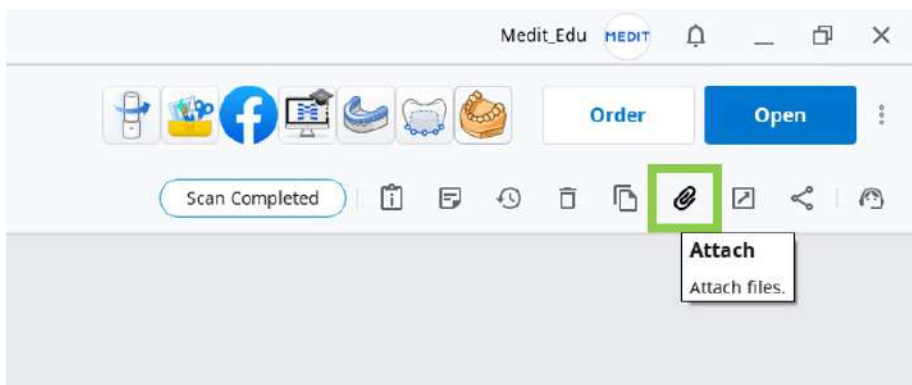 Medit_Edu MEDIT
Order Open
Scan Completed
Attach
Attach files.